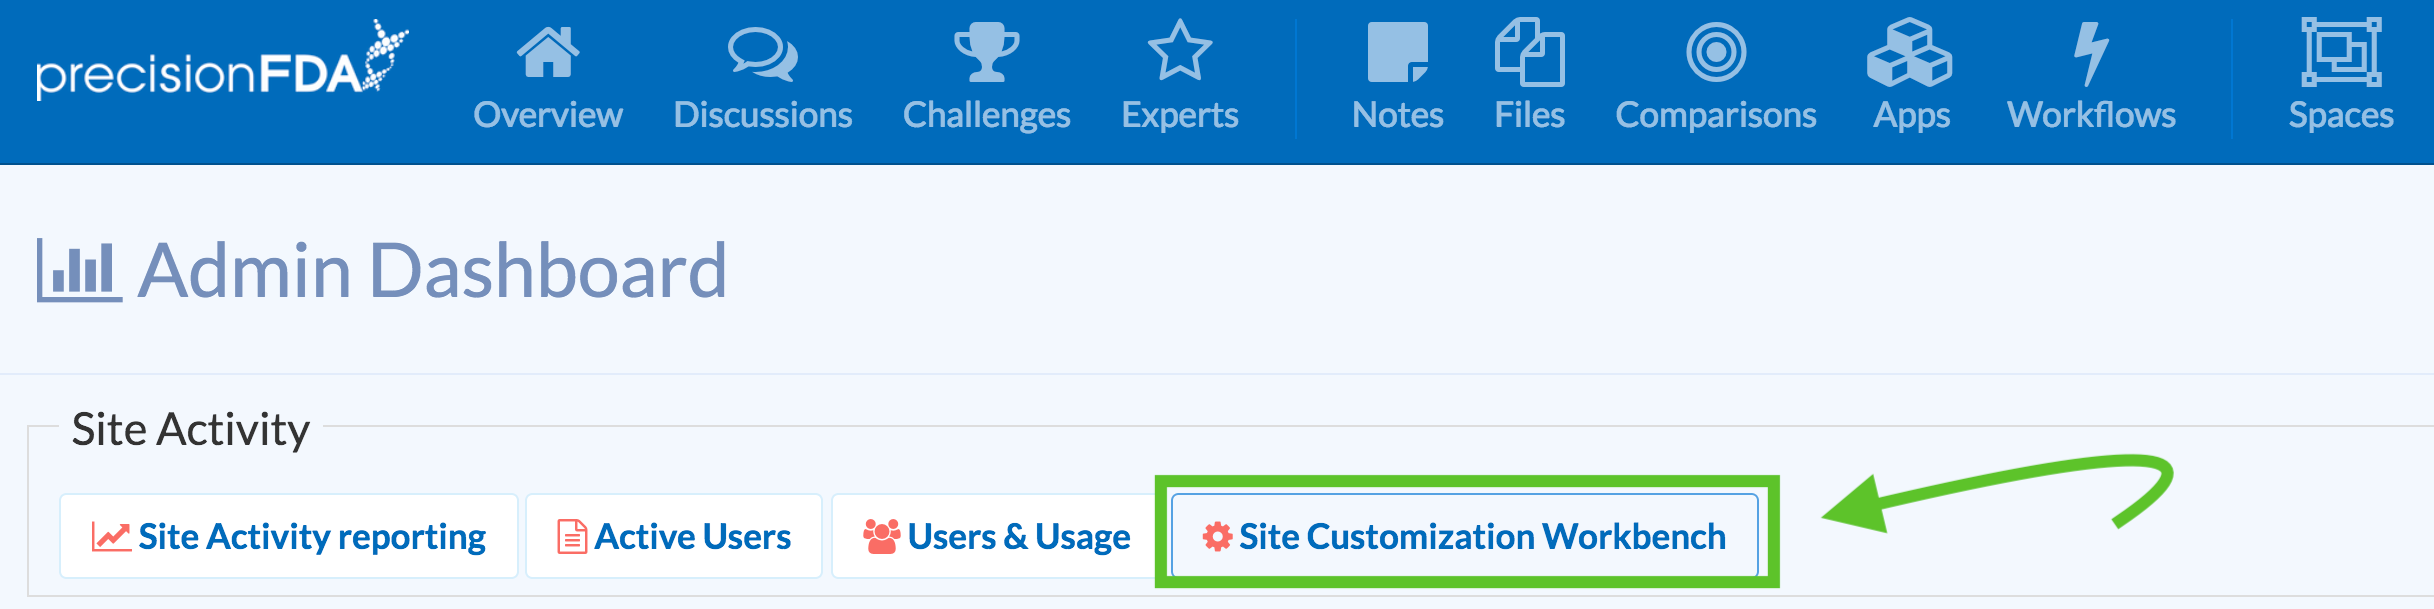 precisionFDA
Overview Discussions Challenges Experts Notes Files Comparisons Apps Workflows Spaces
Admin Dashboard
Site Activity
Site Activity reporting Active Users Users & Usage Site Customization Workbench